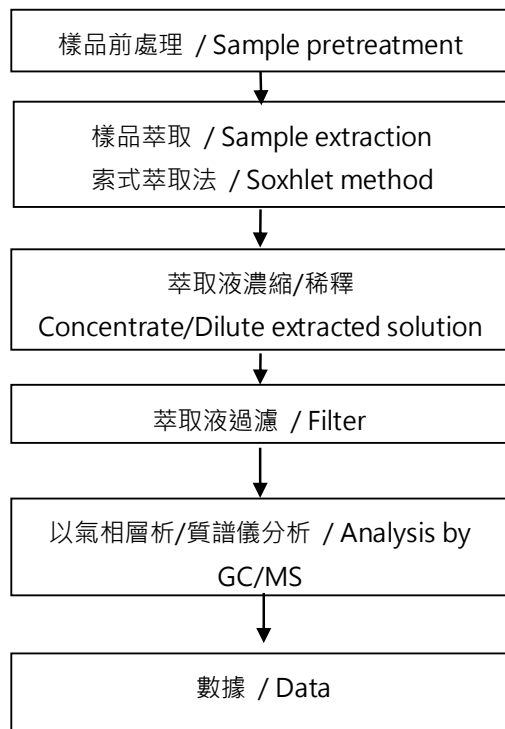 樣品前處理 / Sample pretreatment
樣品萃取 / Sample extraction
索式萃取法 / Soxhlet method
萃取液濃縮/稀釋
Concentrate/Dilute extracted solution
萃取液過濾 / Filter
以氣相層析/質譜儀分析 / Analysis by
GC/MS
數據 / Data